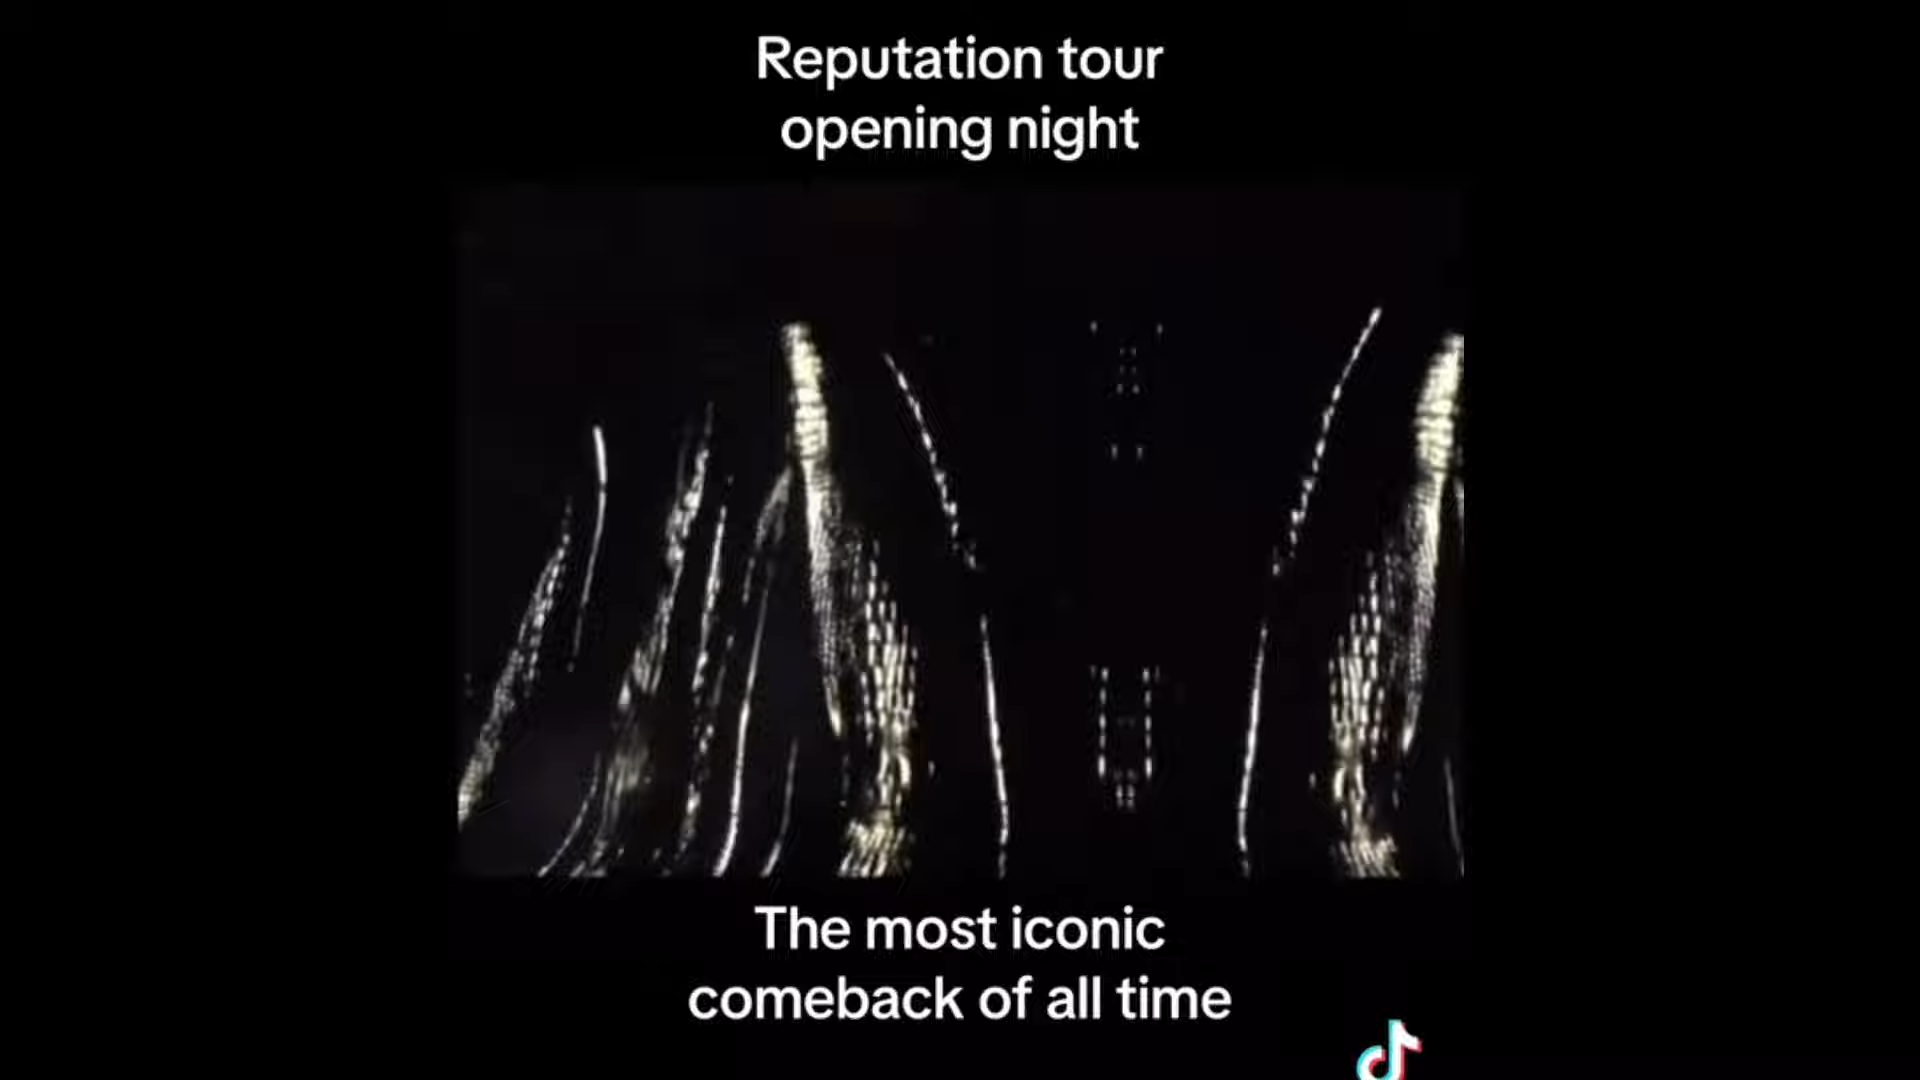 Reputation tour
opening night
The most iconic
comeback of all time